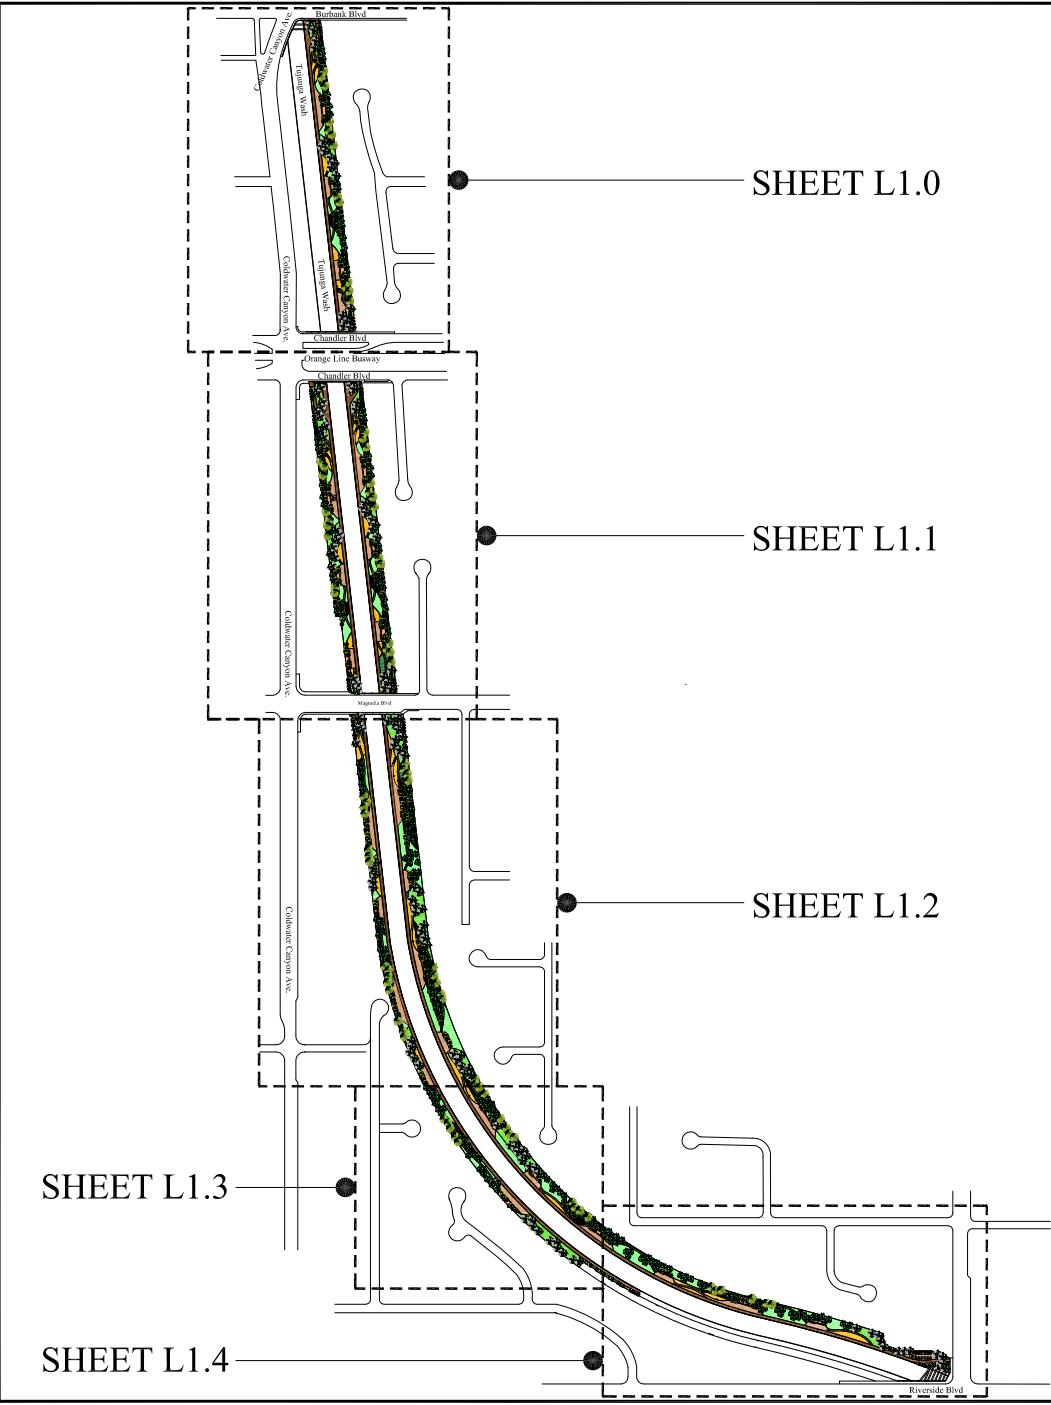 Burbank Blvd
Coldwater Canyon Ave.
Tujunga Wash
SHEET L1.0
Tujunga Wash
Coldwater Canyon Ave.
Chandler Blvd
Orange Line Busway
Chandler Blvd
SHEET L1.1
Coldwater Canyon Ave.
Magnolia Blvd
SHEET L1.2
Coldwater Canyon Ave.
SHEET L1.3
SHEET L1.4
Riverside Blvd